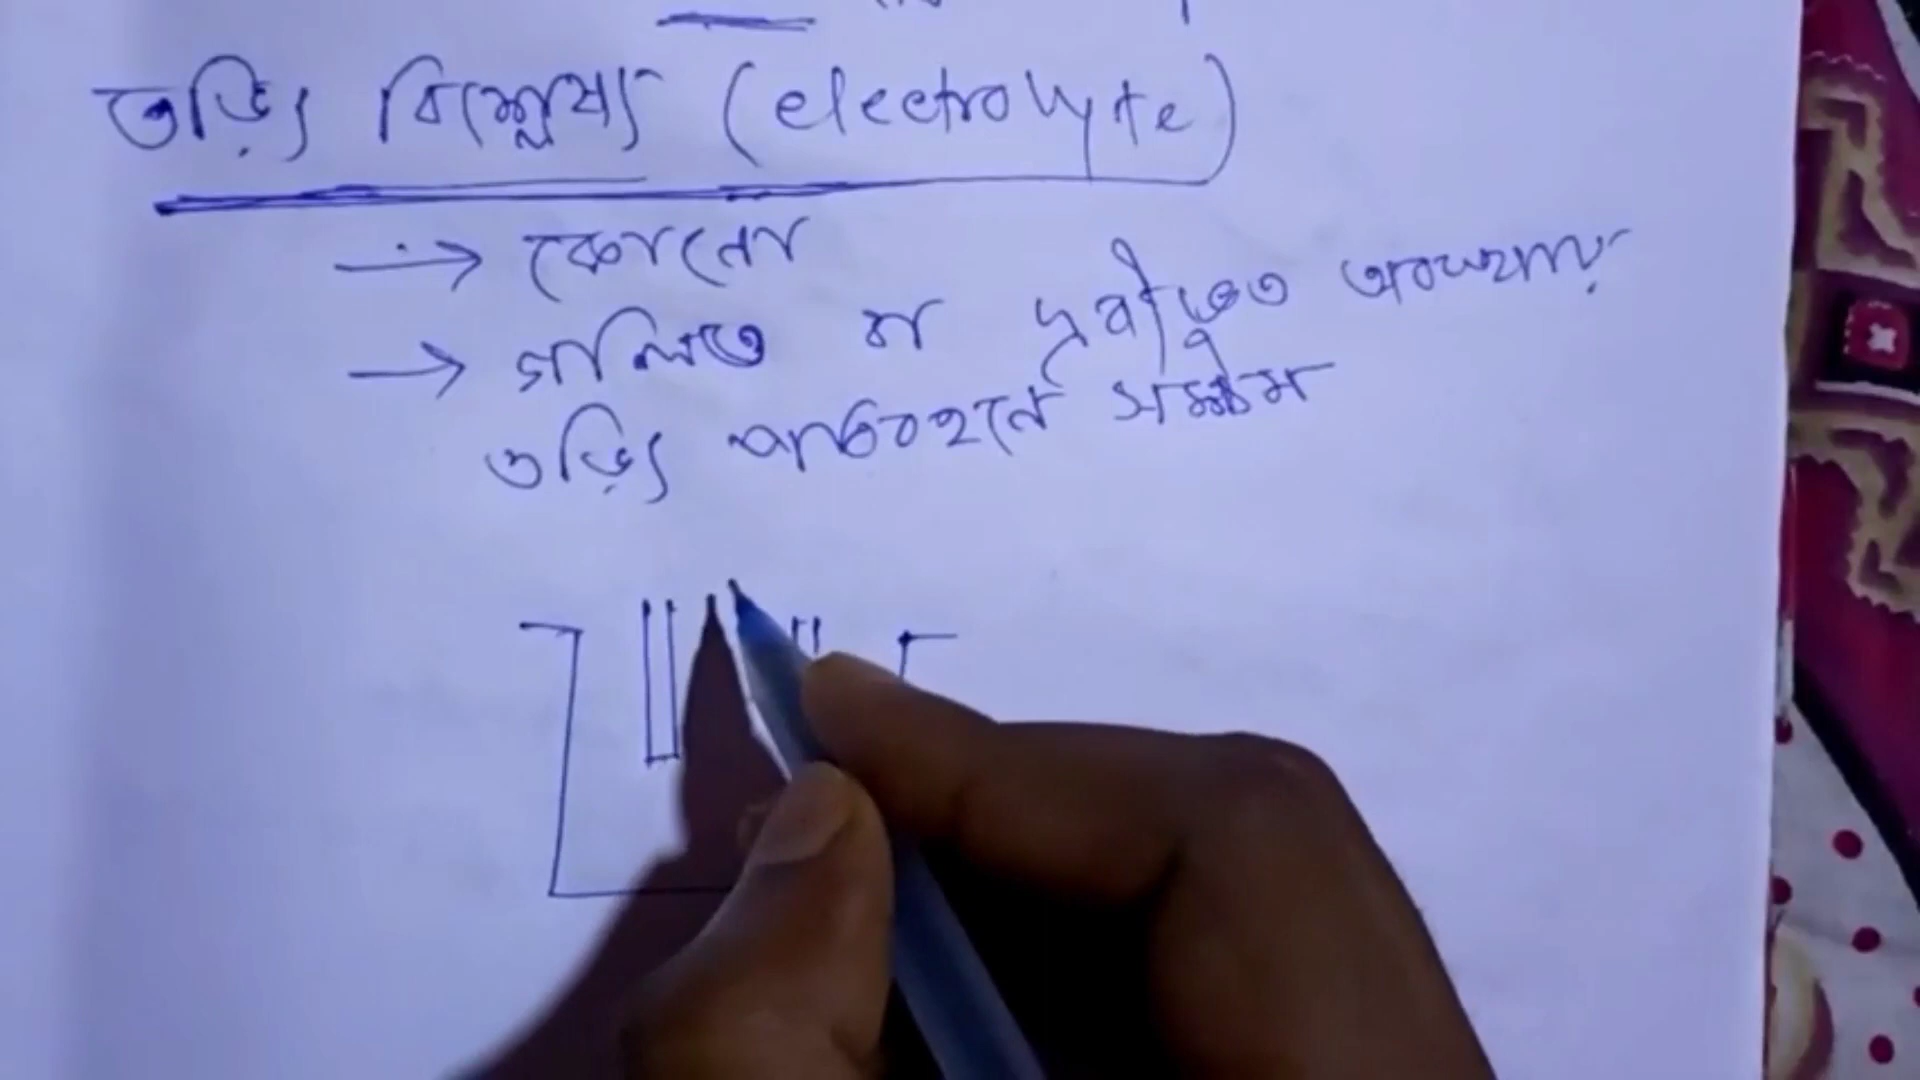 তড়িৎ বিশ্লেষ্য (electrolyte)
→ কোনো
→ গলিত বা দ্রবীভূত অবস্থায়
তড়িৎ পরিবহনে সক্ষম